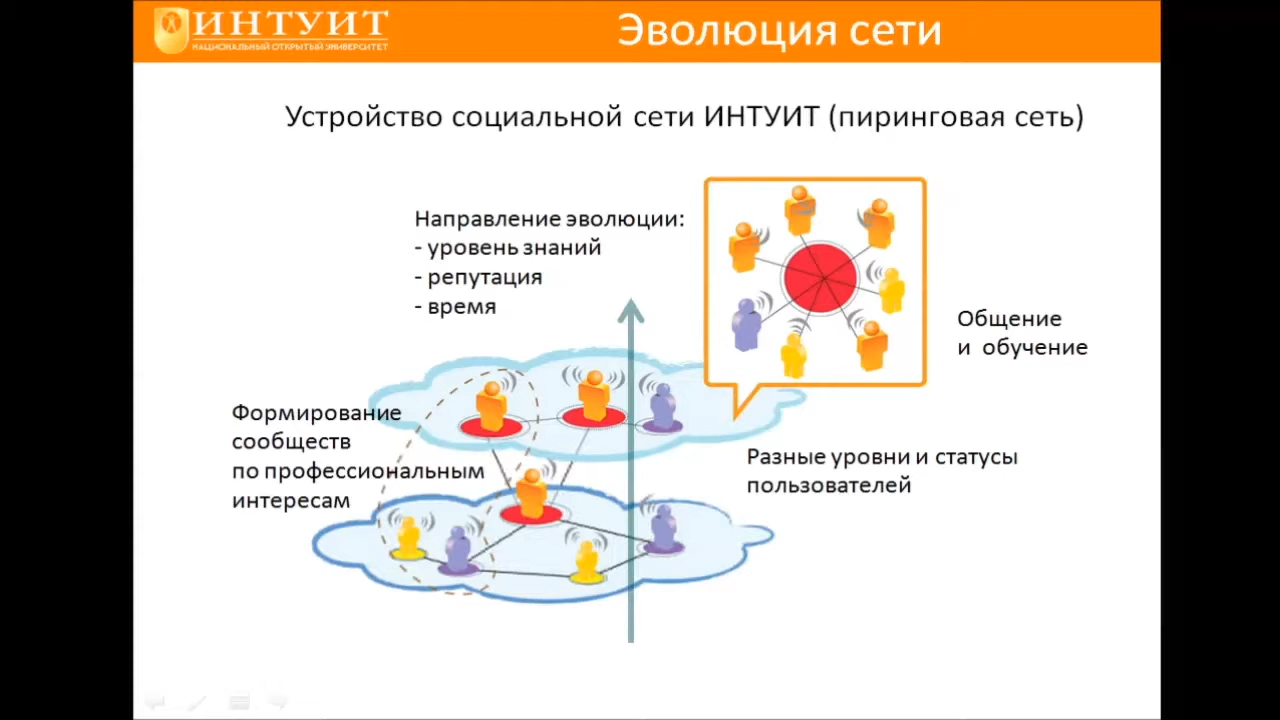 ИНТУИТ
НАЦИОНАЛЬНЫЙ ОТКРЫТЫЙ УНИВЕРСИТЕТ
Эволюция сети
Устройство социальной сети ИНТУИТ (пиринговая сеть)
Направление эволюции:
- уровень знаний
- репутация
- время
Общение
и обучение
Формирование
сообществ
по профессиональным
интересам
Разные уровни и статусы
пользователей